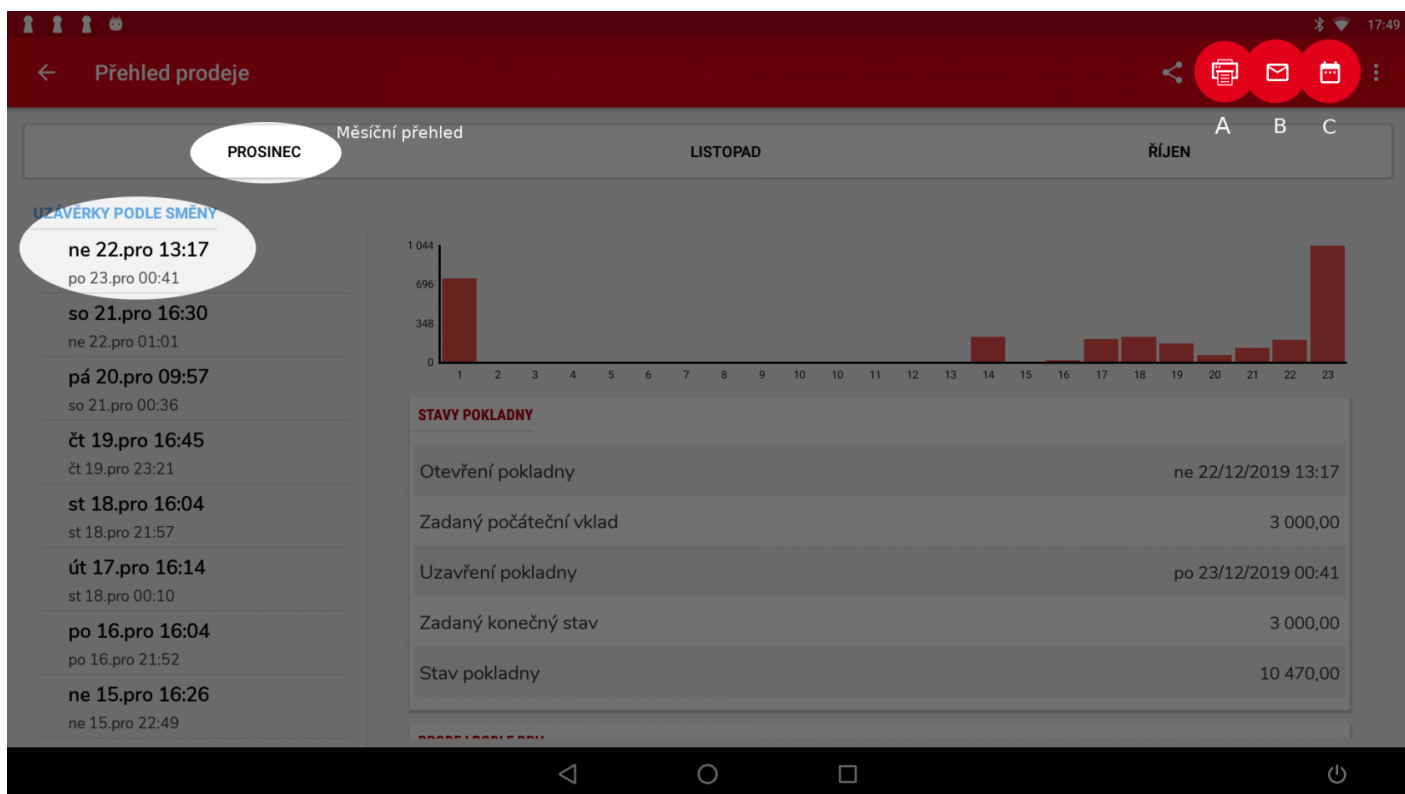 17:49
Přehled prodeje
A B C
Měsíční přehled
PROSINEC LISTOPAD ŘÍJEN
UZÁVĚRKY PODLE SMĚNY
ne 22.pro 13:17
po 23.pro 00:41
so 21.pro 16:30
ne 22.pro 01:01
pá 20.pro 09:57
so 21.pro 00:36
čt 19.pro 16:45
čt 19.pro 23:21
st 18.pro 16:04
st 18.pro 21:57
út 17.pro 16:14
st 18.pro 00:10
po 16.pro 16:04
po 16.pro 21:52
ne 15.pro 16:26
ne 15.pro 22:49
1 044
696
348
0
1 2 3 4 5 6 7 8 9 10 10 11 12 13 14 15 16 17 18 19 20 21 22 23
STAVY POKLADNY
Otevření pokladny ne 22/12/2019 13:17
Zadaný počáteční vklad 3 000,00
Uzavření pokladny po 23/12/2019 00:41
Zadaný konečný stav 3 000,00
Stav pokladny 10 470,00